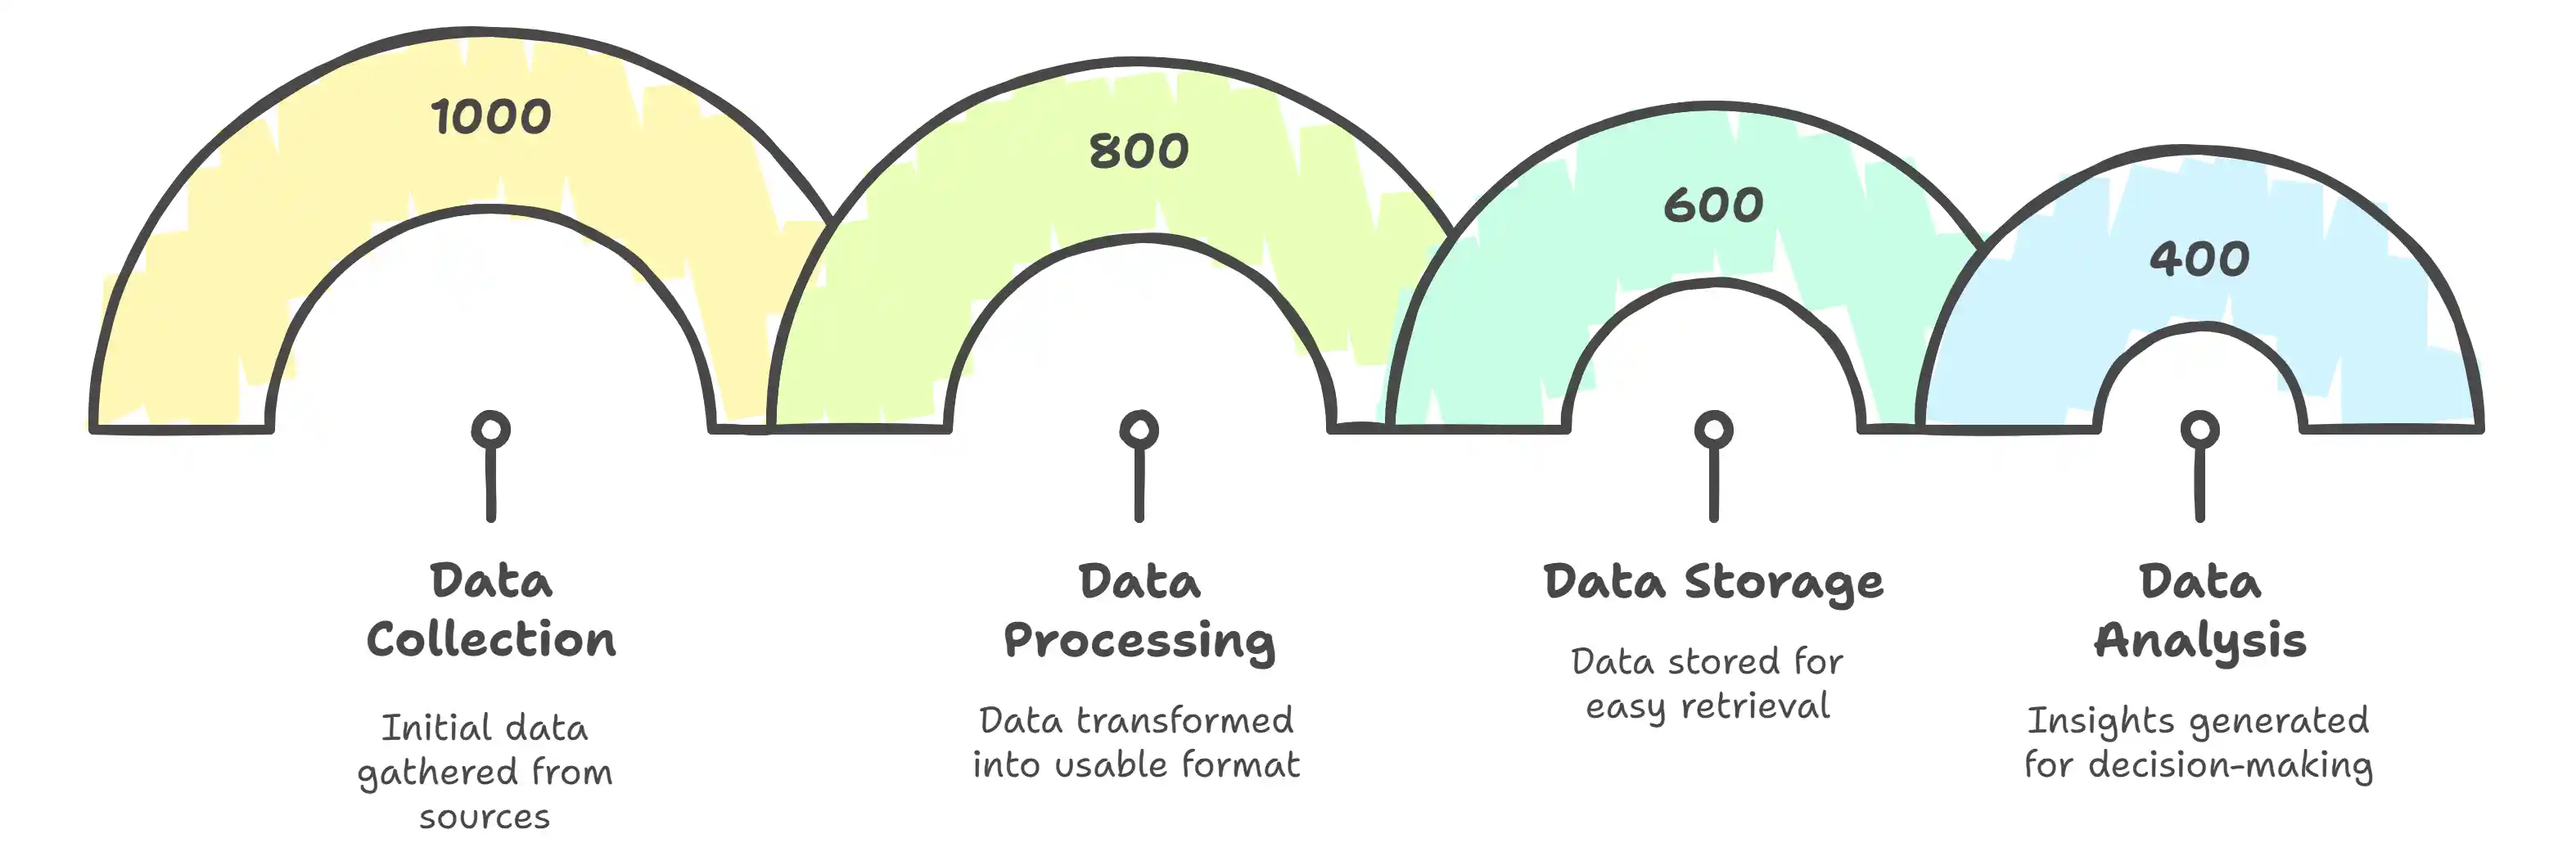 1000
800
600
400
Data
Collection
Initial data
gathered from
sources
Data
Processing
Data transformed
into usable format
Data Storage
Data stored for
easy retrieval
Data
Analysis
Insights generated
for decision-making